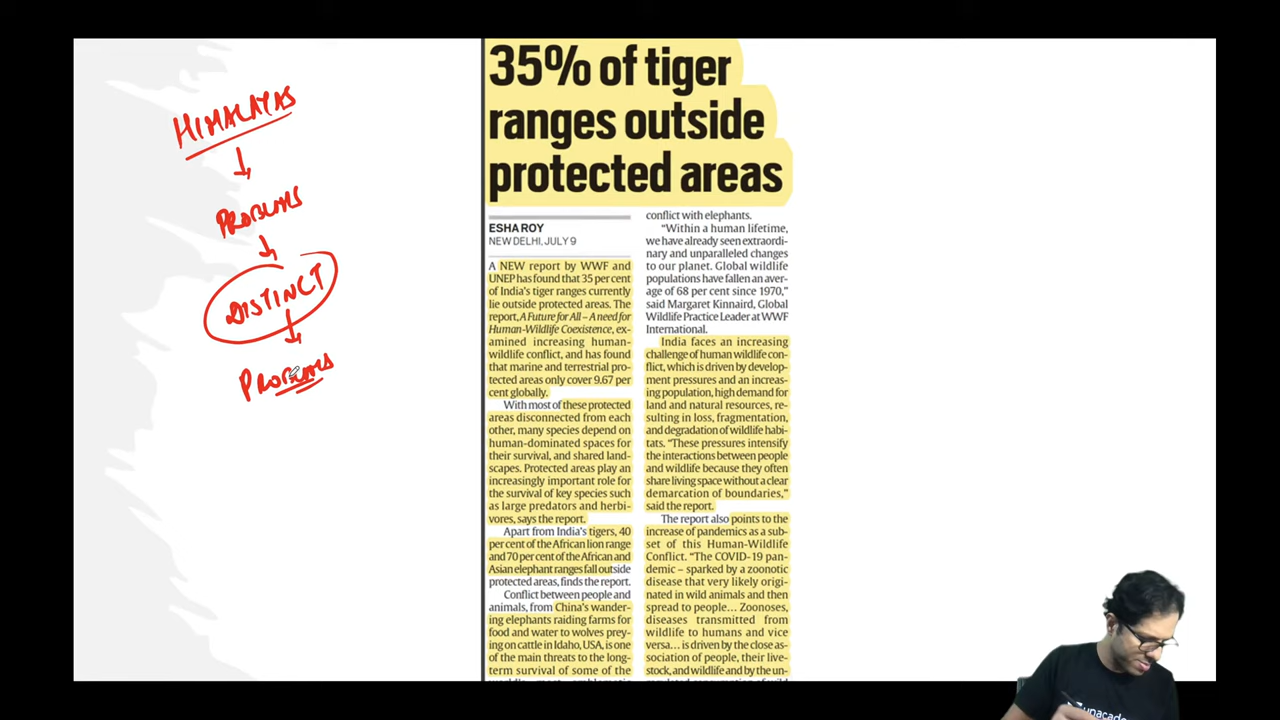 HIMALAYAS
PROBLEMS
DISTINCT
PROBLEMS
35% of tiger
ranges outside
protected areas
ESHA ROY
NEW DELHI, JULY 9
A NEW report by WWF and
UNEP has found that 35 per cent
of India's tiger ranges currently
lie outside protected areas. The
report, A Future for All – A need for
Human-Wildlife Coexistence, ex-
amined increasing human-
wildlife conflict, and has found
that marine and terrestrial pro-
tected areas only cover 9.67 per
cent globally.
With most of these protected
areas disconnected from each
other, many species depend on
human-dominated spaces for
their survival, and shared land-
scapes. Protected areas play an
increasingly important role for
the survival of key species such
as large predators and herbi-
vores, says the report.
Apart from India's tigers, 40
per cent of the African lion range
and 70 per cent of the African and
Asian elephant ranges fall outside
protected areas, finds the report.
Conflict between people and
animals, from China's wander-
ing elephants raiding farms for
food and water to wolves prey-
ing on cattle in Idaho, USA, is one
of the main threats to the long-
term survival of some of the
conflict with elephants.
"Within a human lifetime,
we have already seen extraordi-
nary and unparalleled changes
to our planet. Global wildlife
populations have fallen an aver-
age of 68 per cent since 1970,"
said Margaret Kinnaird, Global
Wildlife Practice Leader at WWF
International.
India faces an increasing
challenge of human wildlife con-
flict, which is driven by develop-
ment pressures and an increas-
ing population, high demand for
land and natural resources, re-
sulting in loss, fragmentation,
and degradation of wildlife habi-
tats. "These pressures intensify
the interactions between people
and wildlife because they often
share living space without a clear
demarcation of boundaries,"
said the report.
The report also points to the
increase of pandemics as a sub-
set of this Human-Wildlife
Conflict. "The COVID-19 pan-
demic – sparked by a zoonotic
disease that very likely origi-
nated in wild animals and then
spread to people... Zoonoses,
diseases transmitted from
wildlife to humans and vice
versa... is driven by the close as-
sociation of people, their live-
stock, and wildlife and by the un-